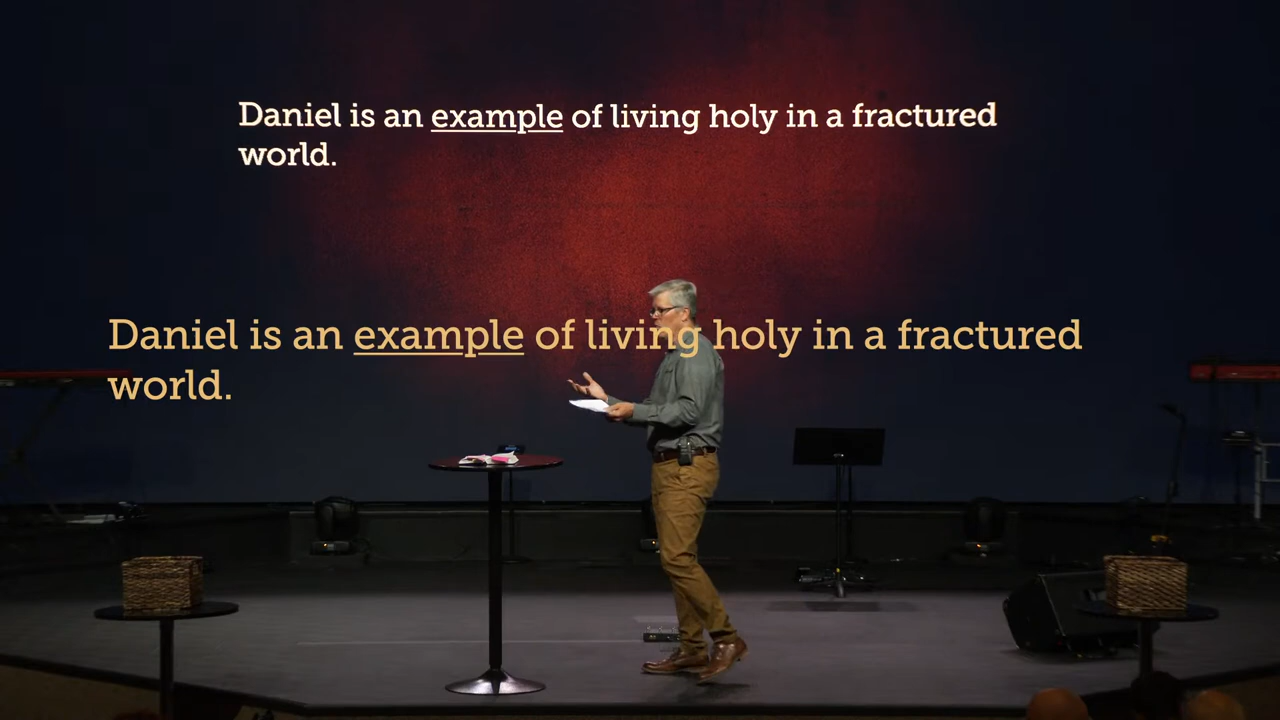 Daniel is an example of living holy in a fractured
world.
Daniel is an example of living holy in a fractured
world.